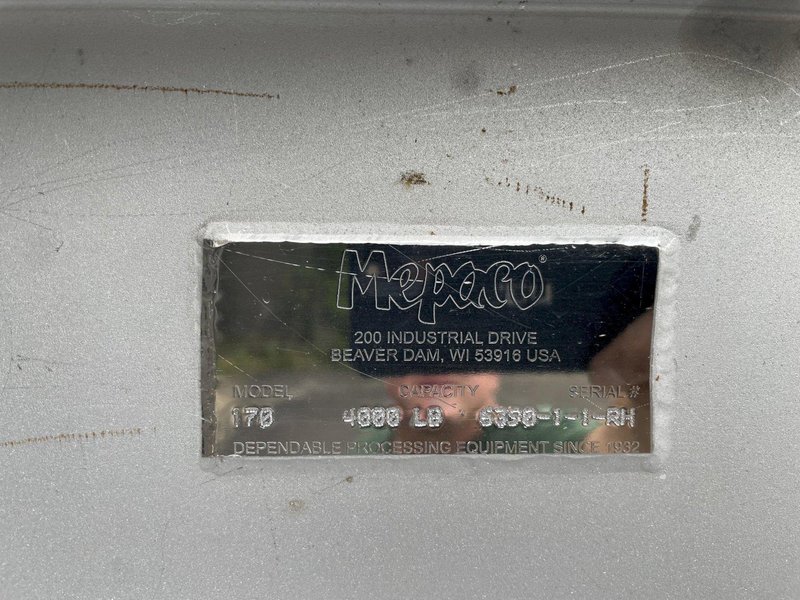 Mepaco®
200 INDUSTRIAL DRIVE
BEAVER DAM, WI 53916 USA
MODEL CAPACITY SERIAL #
170 4000 LB
DEPENDABLE PROCESSING EQUIPMENT SINCE 1932